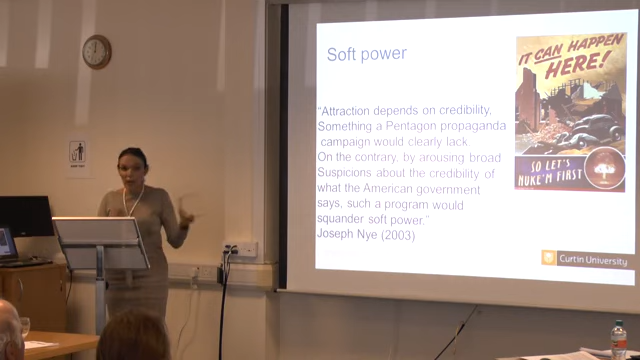 Soft power
IT CAN HAPPEN
HERE!
“Attraction depends on credibility,
Something a Pentagon propaganda
campaign would clearly lack.
On the contrary, by arousing broad
Suspicions about the credibility of
what the American government
says, such a program would
squander soft power.”
Joseph Nye (2003)
SO LET'S
NUKE'M FIRST
Curtin University